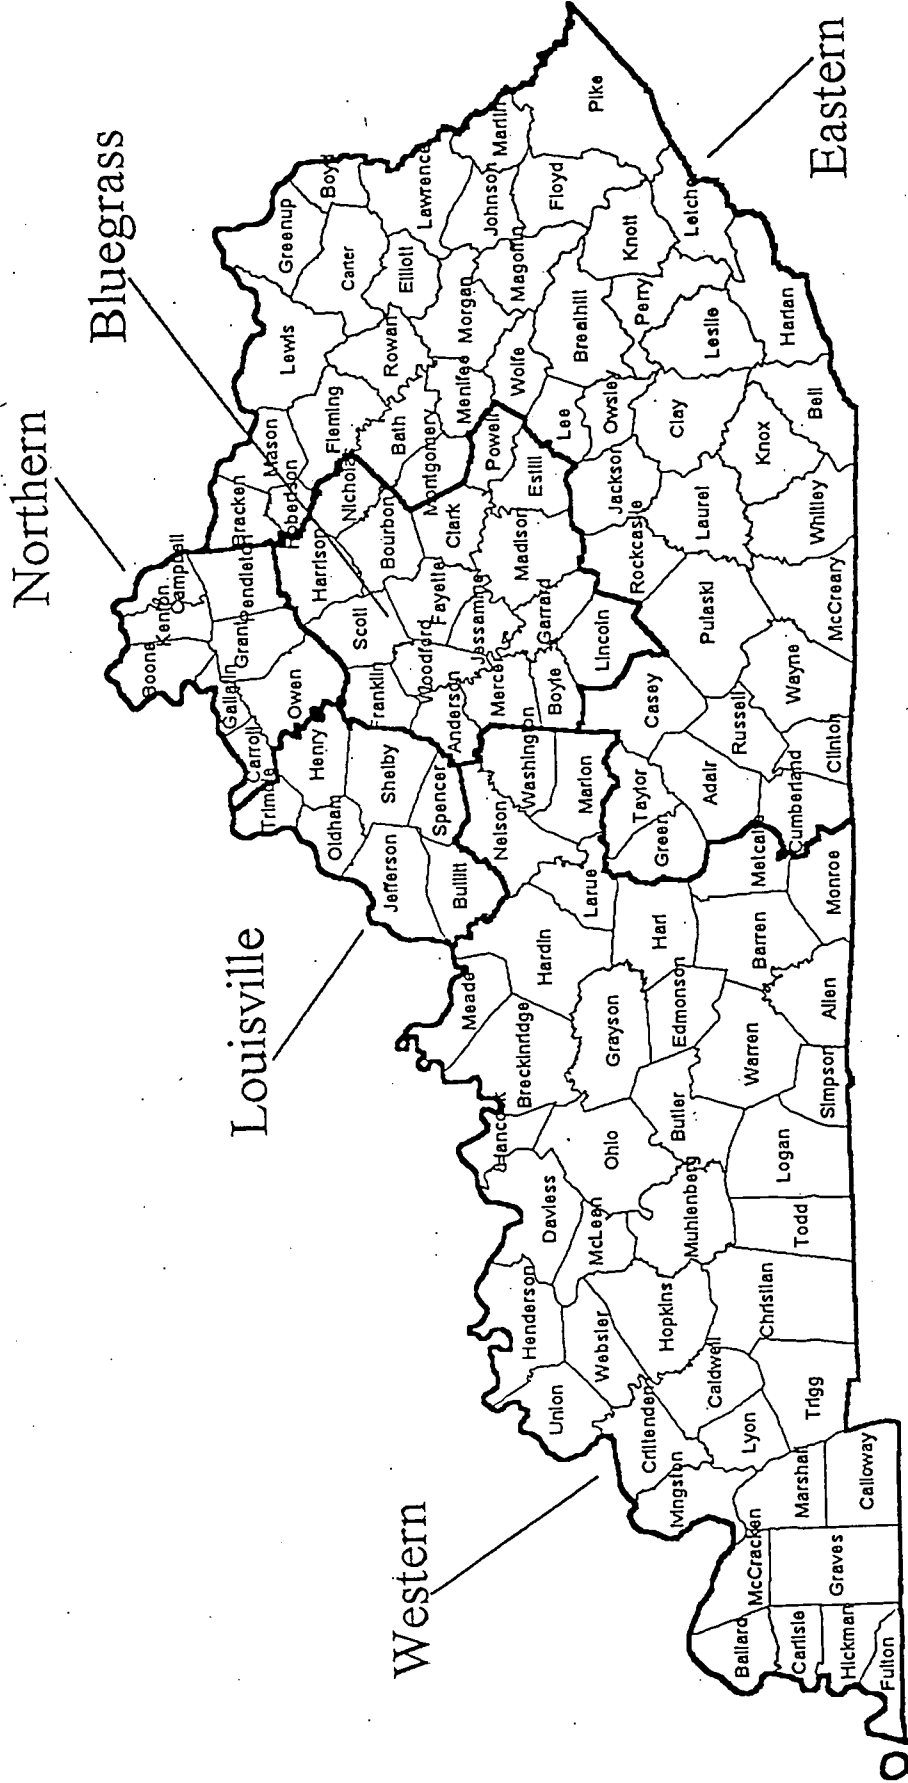 Northern
Bluegrass
Louisville
Western
Eastern
Boone
Kenton
Campbell
Gallatin
Grant
Pendleton
Carroll
Owen
Trimble
Henry
Oldham
Shelby
Jefferson
Spencer
Bullitt
Bracken
Mason
Robertson
Lewis
Greenup
Boyd
Fleming
Carter
Nicholas
Harrison
Scott
Franklin
Bourbon
Bath
Rowan
Elliott
Lawrence
Woodford
Fayette
Clark
Montgomery
Menifee
Morgan
Johnson
Martin
Anderson
Jessamine
Mercer
Madison
Powell
Estill
Wolfe
Magoffin
Floyd
Pike
Washington
Nelson
Boyle
Garrard
Lincoln
Lee
Breathitt
Knott
Letcher
Marion
Larue
Hardin
Meade
Breckinridge
Hancock
Daviess
Henderson
Union
Webster
McLean
Ohio
Grayson
Hart
Green
Taylor
Casey
Rockcastle
Jackson
Owsley
Perry
Leslie
Clay
Laurel
Pulaski
Adair
Russell
Wayne
McCreary
Whitley
Knox
Bell
Harlan
Cumberland
Clinton
Metcalfe
Monroe
Barren
Allen
Edmonson
Warren
Simpson
Butler
Logan
Muhlenberg
Todd
Hopkins
Christian
Caldwell
Trigg
Crittenden
Lyon
Livingston
Marshall
Calloway
McCracken
Graves
Ballard
Carlisle
Hickman
Fulton